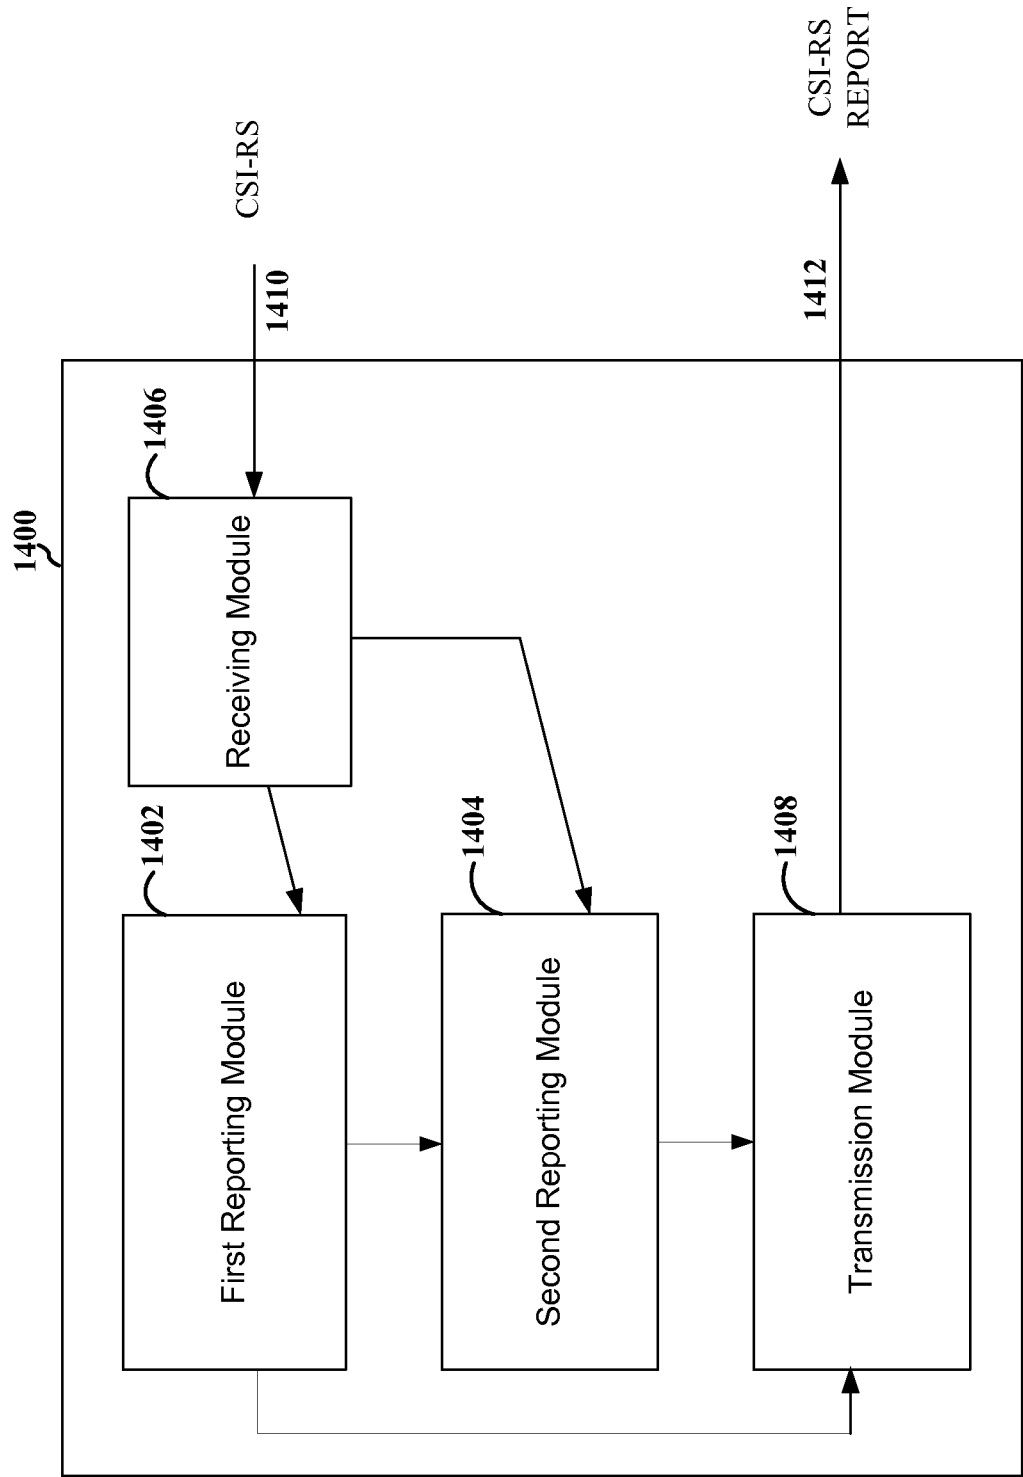 1400
1406
Receiving Module
CSI-RS
1410
1402
First Reporting Module
1404
Second Reporting Module
1408
Transmission Module
1412
CSI-RS
REPORT